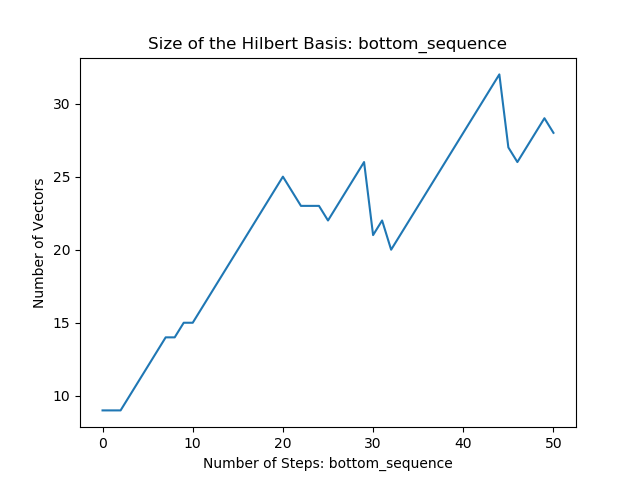 Size of the Hilbert Basis: bottom_sequence
Number of Vectors
30
25
20
15
10
0 10 20 30 40 50
Number of Steps: bottom_sequence